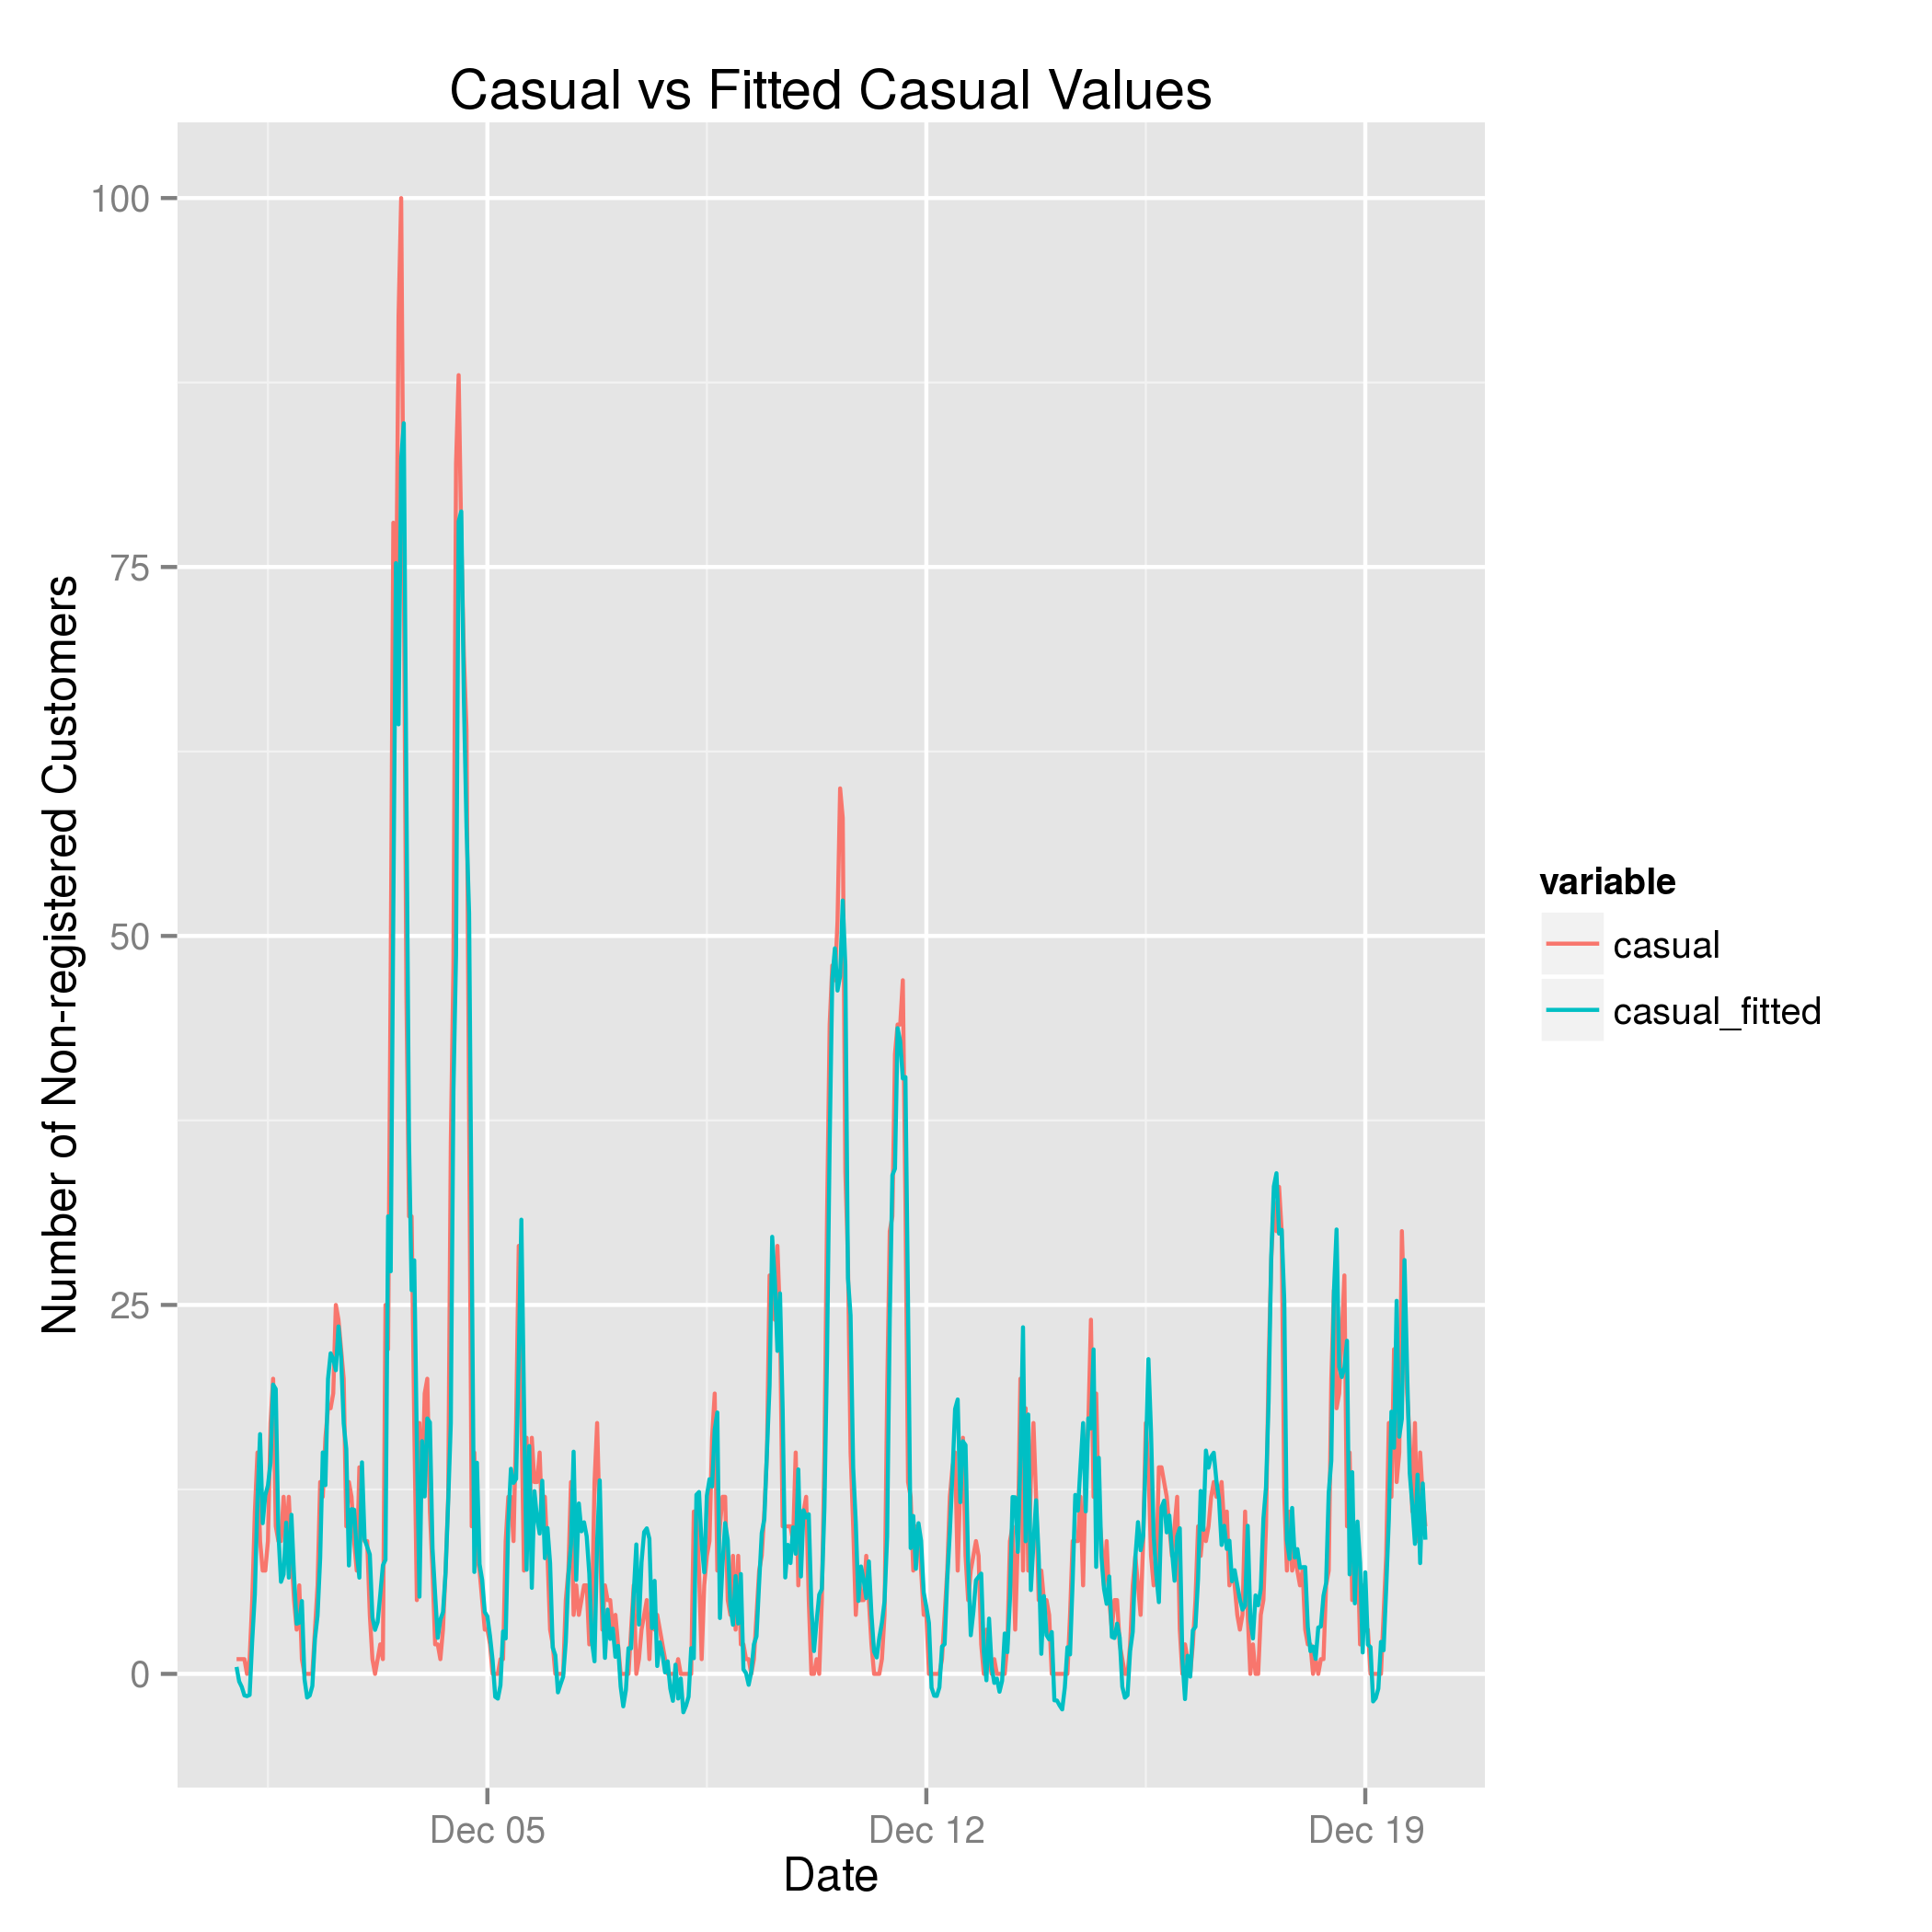 Casual vs Fitted Casual Values
Number of Non-registered Customers
100
75
50
25
0
Dec 05
Dec 12
Dec 19
Date
variable
casual
casual_fitted